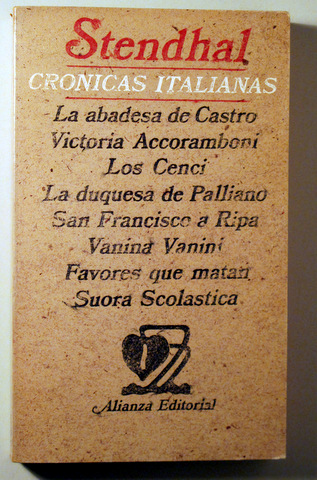 Stendhal
CRONICAS ITALIANAS
La abadesa de Castro
Victoria Accoramboni
Los Cenci
La duquesa de Palliano
San Francisco a Ripa
Vanina Vanini
Favores que matan
Suora Scolastica
Alianza Editorial